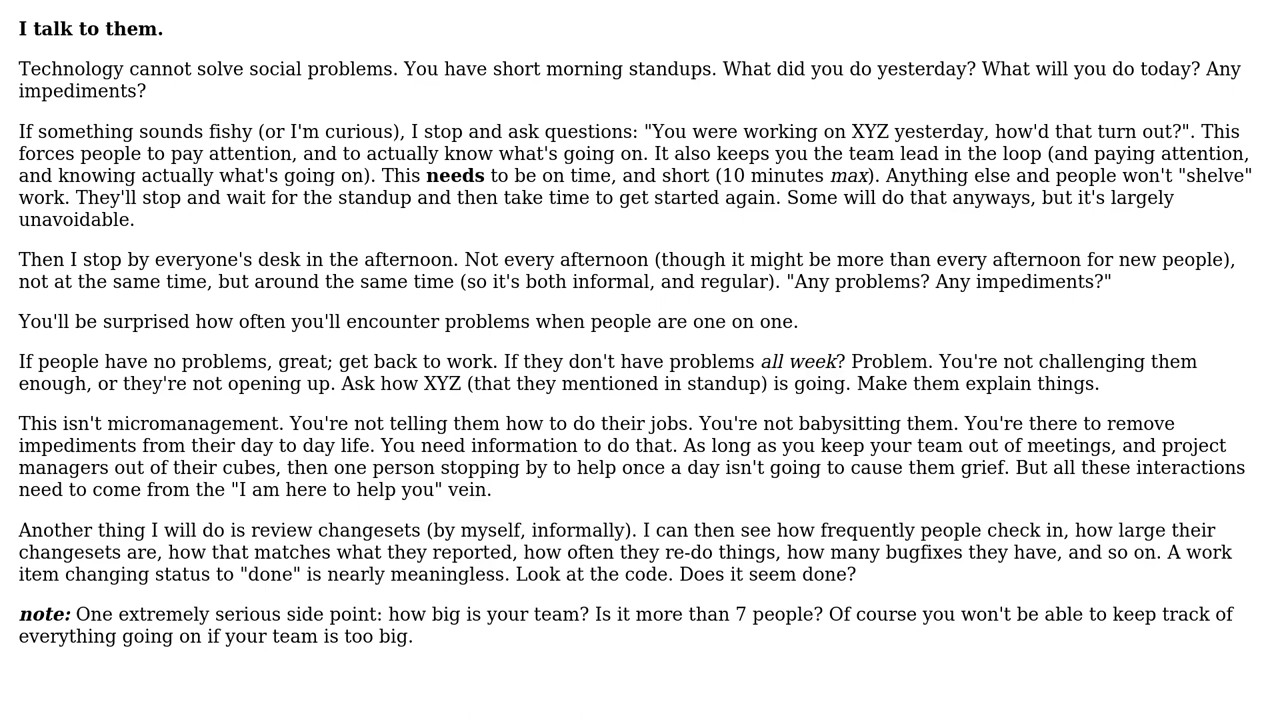 I talk to them.
Technology cannot solve social problems. You have short morning standups. What did you do yesterday? What will you do today? Any
impediments?
If something sounds fishy (or I'm curious), I stop and ask questions: "You were working on XYZ yesterday, how'd that turn out?". This
forces people to pay attention, and to actually know what's going on. It also keeps you the team lead in the loop (and paying attention,
and knowing actually what's going on). This needs to be on time, and short (10 minutes max). Anything else and people won't "shelve"
work. They'll stop and wait for the standup and then take time to get started again. Some will do that anyways, but it's largely
unavoidable.
Then I stop by everyone's desk in the afternoon. Not every afternoon (though it might be more than every afternoon for new people),
not at the same time, but around the same time (so it's both informal, and regular). "Any problems? Any impediments?"
You'll be surprised how often you'll encounter problems when people are one on one.
If people have no problems, great; get back to work. If they don't have problems all week? Problem. You're not challenging them
enough, or they're not opening up. Ask how XYZ (that they mentioned in standup) is going. Make them explain things.
This isn't micromanagement. You're not telling them how to do their jobs. You're not babysitting them. You're there to remove
impediments from their day to day life. You need information to do that. As long as you keep your team out of meetings, and project
managers out of their cubes, then one person stopping by to help once a day isn't going to cause them grief. But all these interactions
need to come from the "I am here to help you" vein.
Another thing I will do is review changesets (by myself, informally). I can then see how frequently people check in, how large their
changesets are, how that matches what they reported, how often they re-do things, how many bugfixes they have, and so on. A work
item changing status to "done" is nearly meaningless. Look at the code. Does it seem done?
note: One extremely serious side point: how big is your team? Is it more than 7 people? Of course you won't be able to keep track of
everything going on if your team is too big.